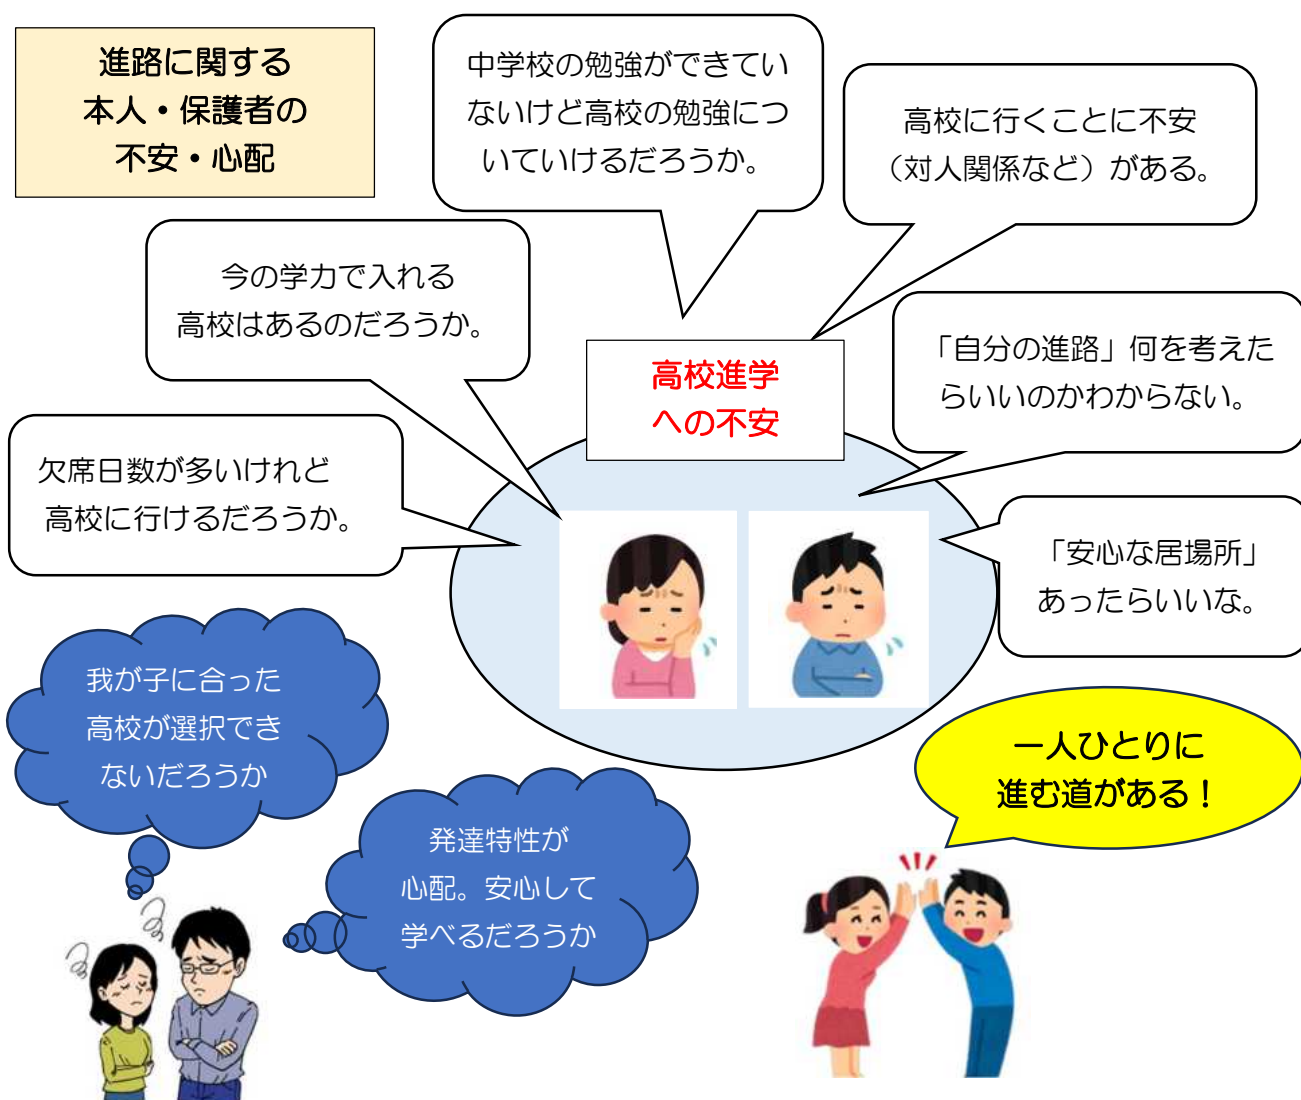 進路に関する
本人・保護者の
不安・心配
中学校の勉強ができてい
ないけど高校の勉強につ
いていけるだろうか。
高校に行くことに不安
（対人関係など）がある。
今の学力で入れる
高校はあるのだろうか。
「自分の進路」何を考えた
らいいのかわからない。
高校進学
への不安
欠席日数が多いけれど
高校に行けるだろうか。
「安心な居場所」
あったらいいな。
我が子に合った
高校が選択でき
ないだろうか
発達特性が
心配。安心して
学べるだろうか
一人ひとりに
進む道がある！